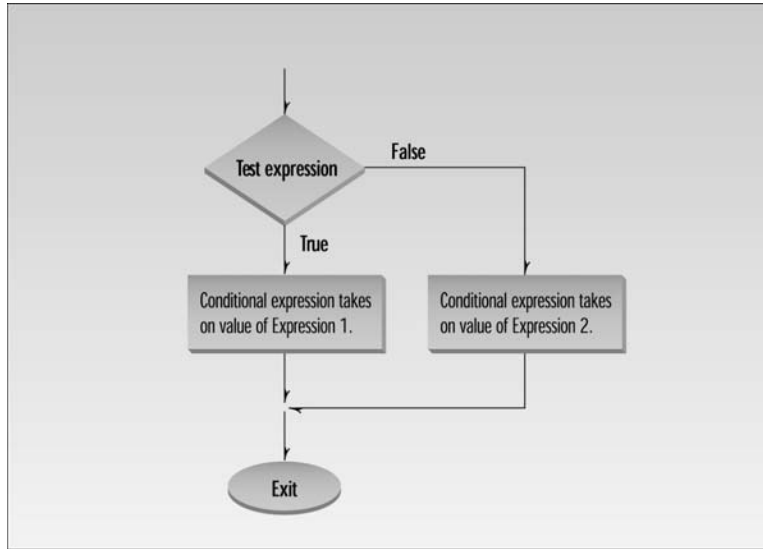 Test expression
False
True
Conditional expression takes
on value of Expression 1.
Conditional expression takes
on value of Expression 2.
Exit